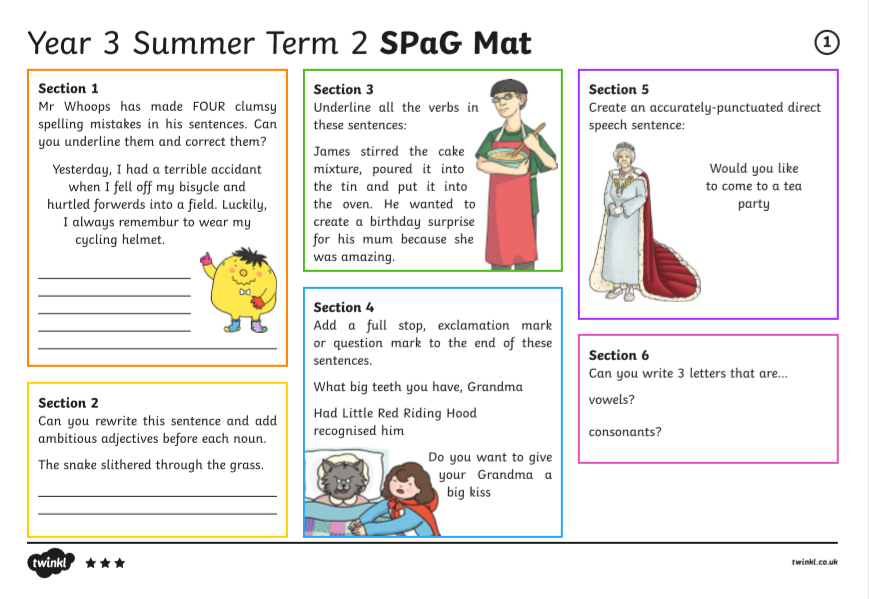 Year 3 Summer Term 2 SPaG Mat
1
Section 1
Mr Whoops has made FOUR clumsy
spelling mistakes in his sentences. Can
you underline them and correct them?
Yesterday, I had a terrible accidant
when I fell off my bisycle and
hurtled forwerds into a field. Luckily,
I always remembur to wear my
cycling helmet.
Section 2
Can you rewrite this sentence and add
ambitious adjectives before each noun.
The snake slithered through the grass.
Section 3
Underline all the verbs in
these sentences:
James stirred the cake
mixture, poured it into
the tin and put it into
the oven. He wanted to
create a birthday surprise
for his mum because she
was amazing.
Section 4
Add a full stop, exclamation mark
or question mark to the end of these
sentences.
What big teeth you have, Grandma
Had Little Red Riding Hood
recognised him
Do you want to give
your Grandma a
big kiss
Section 5
Create an accurately-punctuated direct
speech sentence:
Would you like
to come to a tea
party
Section 6
Can you write 3 letters that are...
vowels?
consonants?
twinkl
twinkl.co.uk